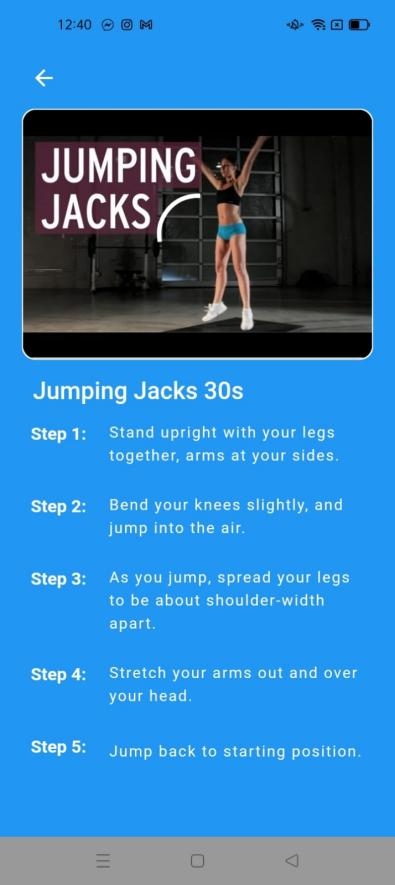 12:40
JUMPING
JACKS
Jumping Jacks 30s
Step 1: Stand upright with your legs
together, arms at your sides.
Step 2: Bend your knees slightly, and
jump into the air.
Step 3: As you jump, spread your legs
to be about shoulder-width
apart.
Step 4: Stretch your arms out and over
your head.
Step 5: Jump back to starting position.